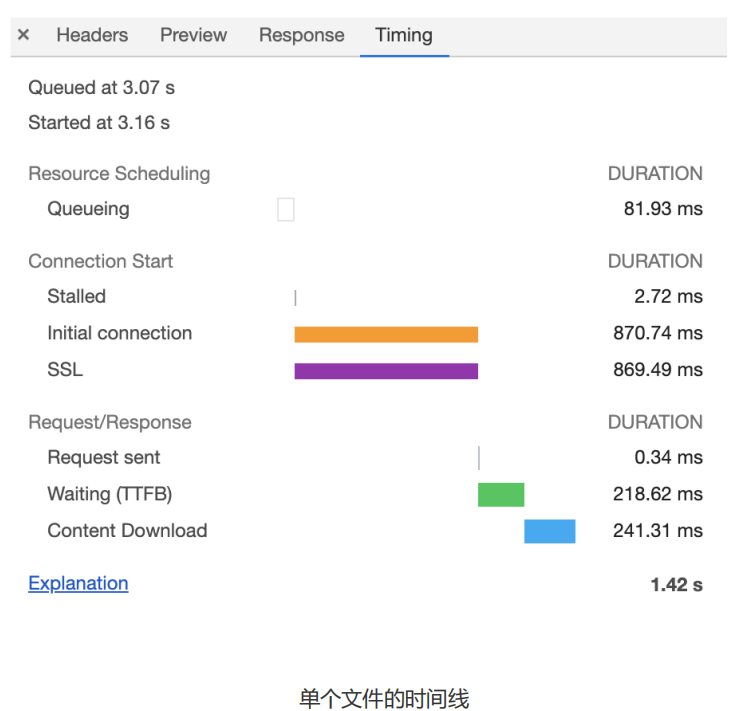 × Headers Preview Response Timing
Queued at 3.07 s
Started at 3.16 s
Resource Scheduling DURATION
Queueing 81.93 ms
Connection Start DURATION
Stalled 2.72 ms
Initial connection 870.74 ms
SSL 869.49 ms
Request/Response DURATION
Request sent 0.34 ms
Waiting (TTFB) 218.62 ms
Content Download 241.31 ms
Explanation 1.42 s
单个文件的时间线